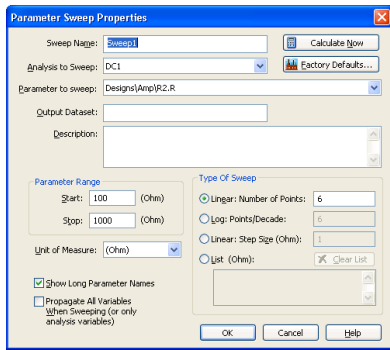 Parameter Sweep Properties
Sweep Name: Sweep1
Calculate Now
Analysis to Sweep: DC1
Factory Defaults...
Parameter to sweep: Designs\Amp\R2.R
Output Dataset:
Description:
Parameter Range
Start: 100 (Ohm)
Stop: 1000 (Ohm)
Unit of Measure: (Ohm)
Show Long Parameter Names
Propagate All Variables
When Sweeping (or only
analysis variables)
Type Of Sweep
Linear: Number of Points: 6
Log: Points/Decade: 6
Linear: Step Size (Ohm): 1
List (Ohm):
Clear List
OK
Cancel
Help